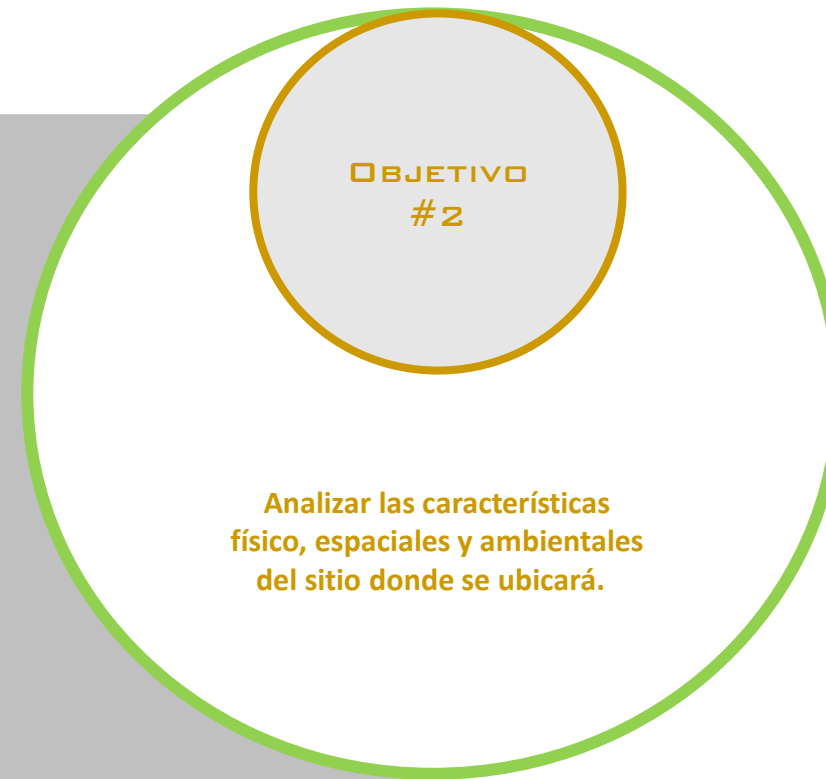 Objetivo
#2
Analizar las características
físico, espaciales y ambientales
del sitio donde se ubicará.